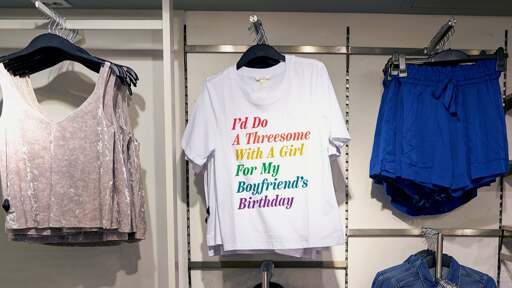 I'd Do
A Threesome
With A Girl
For My
Boyfriend's
Birthday